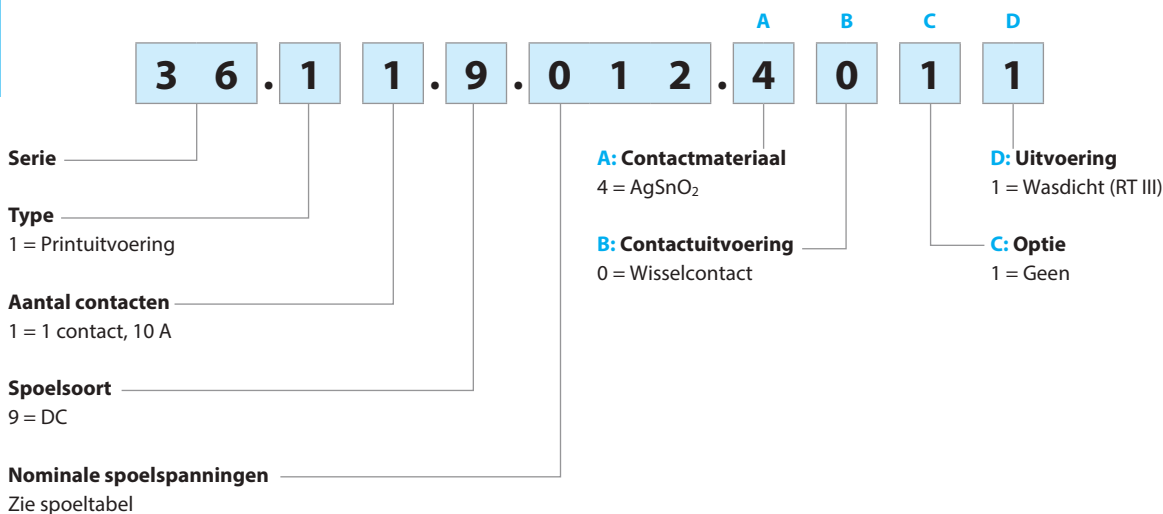 A B C D
3 6 . 1 1 . 9 . 0 1 2 . 4 0 1 1
Serie
Type
1 = Printuitvoering
Aantal contacten
1 = 1 contact, 10 A
Spoelsoort
9 = DC
Nominale spoelspanningen
Zie spoeltabel
A: Contactmateriaal
4 = AgSnO₂
B: Contactuitvoering
0 = Wisselcontact
D: Uitvoering
1 = Wasdicht (RT III)
C: Optie
1 = Geen